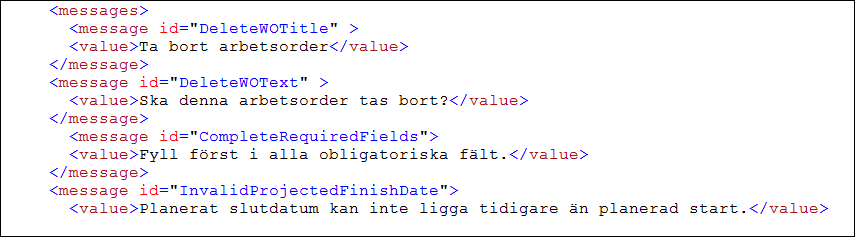 <messages>
<message id="DeleteWOTitle" >
<value>Ta bort arbetsorder</value>
</message>
<message id="DeleteWOText" >
<value>Ska denna arbetsorder tas bort?</value>
</message>
<message id="CompleteRequiredFields">
<value>Fyll först i alla obligatoriska fält.</value>
</message>
<message id="InvalidProjectedFinishDate">
<value>Planerat slutdatum kan inte ligga tidigare än planerad start.</value>